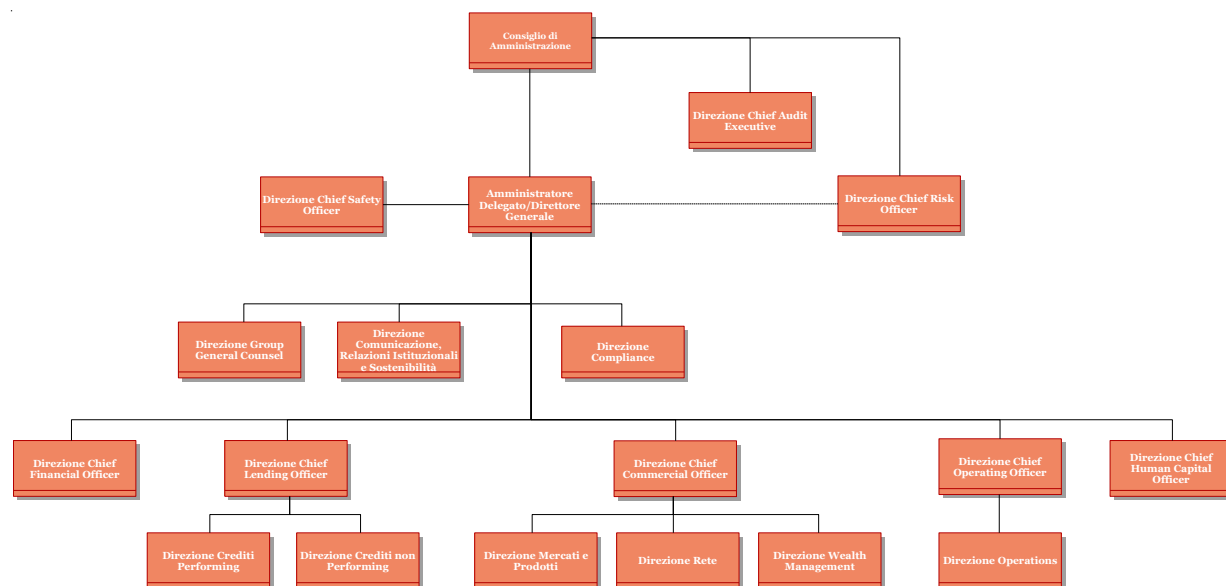 Consiglio di
Amministrazione
Direzione Chief Audit
Executive
Direzione Chief Safety
Officer
Amministratore
Delegato/Direttore
Generale
Direzione Chief Risk
Officer
Direzione Group
General Counsel
Direzione
Comunicazione,
Relazioni Istituzionali
e Sostenibilità
Direzione
Compliance
Direzione Chief
Financial Officer
Direzione Chief
Lending Officer
Direzione Chief
Commercial Officer
Direzione Chief
Operating Officer
Direzione Chief
Human Capital
Officer
Direzione Crediti
Performing
Direzione Crediti non
Performing
Direzione Mercati e
Prodotti
Direzione Rete
Direzione Wealth
Management
Direzione Operations